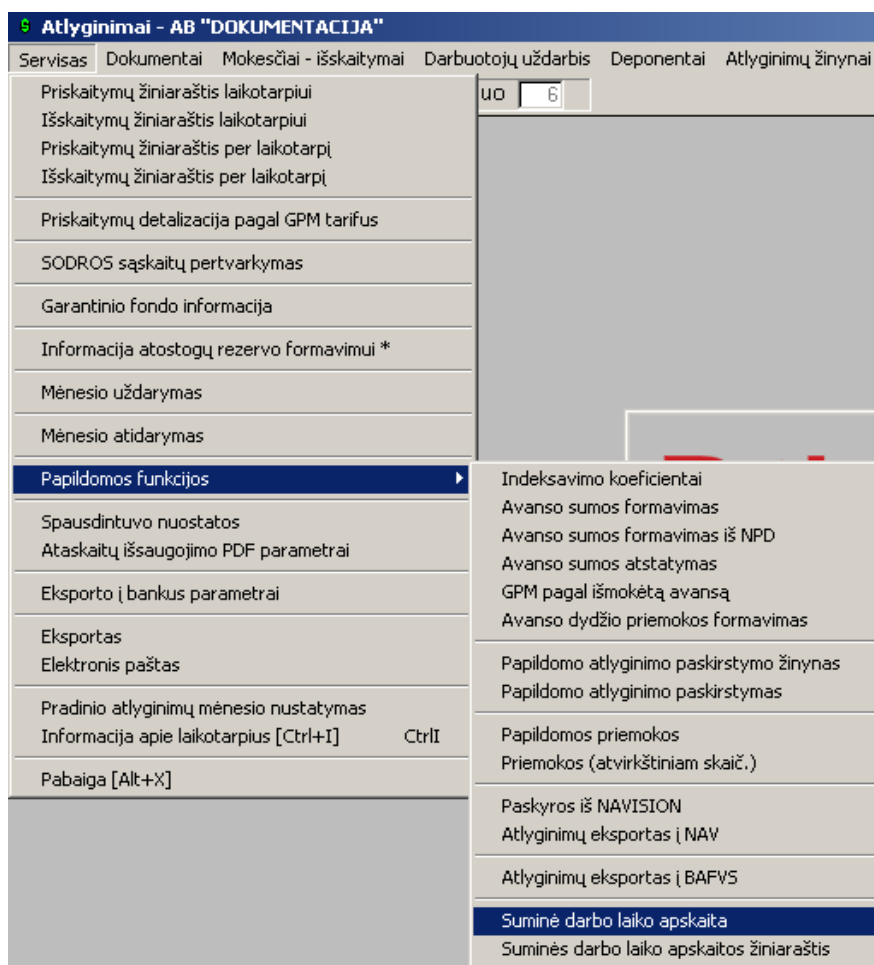 Atlyginimai - AB "DOKUMENTACIJA"
Servisas Dokumentai Mokesčiai - išskaitymai Darbuotojų uždarbis Deponentai Atlyginimų žinynai
uo 6
Priskaitymų žiniaraštis laikotarpiui
Išskaitymų žiniaraštis laikotarpiui
Priskaitymų žiniaraštis per laikotarpį
Išskaitymų žiniaraštis per laikotarpį
Priskaitymų detalizacija pagal GPM tarifus
SODROS sąskaitų pertvarkymas
Garantinio fondo informacija
Informacija atostogų rezervo formavimui *
Mėnesio uždarymas
Mėnesio atidarymas
Papildomos funkcijos
Spausdintuvo nuostatos
Ataskaitų išsaugojimo PDF parametrai
Eksporto į bankus parametrai
Eksportas
Elektronis paštas
Pradinio atlyginimų mėnesio nustatymas
Informacija apie laikotarpius [Ctrl+I] CtrlI
Pabaiga [Alt+X]
Indeksavimo koeficientai
Avanso sumos formavimas
Avanso sumos formavimas iš NPD
Avanso sumos atstatymas
GPM pagal išmokėtą avansą
Avanso dydžio priemokos formavimas
Papildomo atlyginimo paskirstymo žinynas
Papildomo atlyginimo paskirstymas
Papildomos priemokos
Priemokos (atvirkštiniam skaič.)
Paskyros iš NAVISION
Atlyginimų eksportas į NAV
Atlyginimų eksportas į BAFVS
Suminė darbo laiko apskaita
Suminės darbo laiko apskaitos žiniaraštis